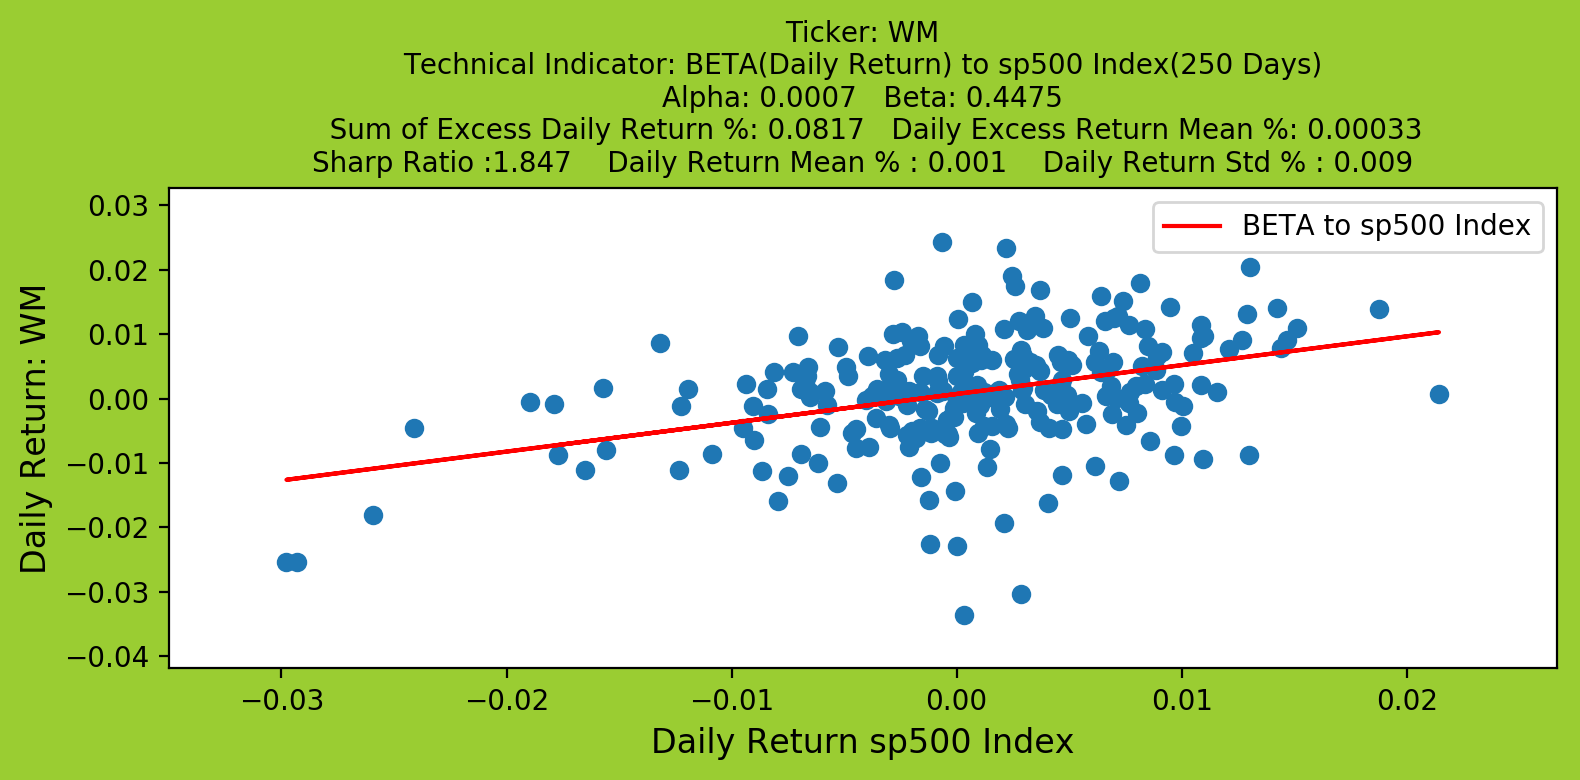 Ticker: WM
Technical Indicator: BETA(Daily Return) to sp500 Index(250 Days)
Alpha: 0.0007   Beta: 0.4475
Sum of Excess Daily Return %: 0.0817   Daily Excess Return Mean %: 0.00033
Sharp Ratio :1.847    Daily Return Mean % : 0.001    Daily Return Std % : 0.009
BETA to sp500 Index
Daily Return: WM
0.03
0.02
0.01
0.00
−0.01
−0.02
−0.03
−0.04
−0.03 −0.02 −0.01 0.00 0.01 0.02
Daily Return sp500 Index